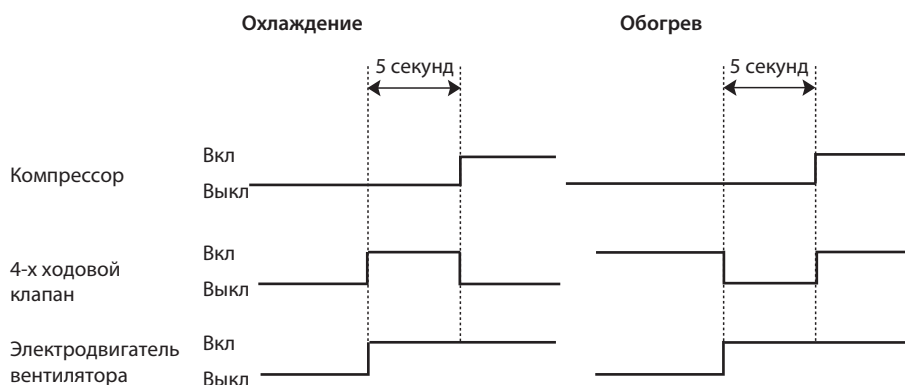 Охлаждение
Обогрев
5 секунд
5 секунд
Вкл
Компрессор
Выкл
Вкл
4-х ходовой
клапан
Выкл
Вкл
Электродвигатель
вентилятора
Выкл